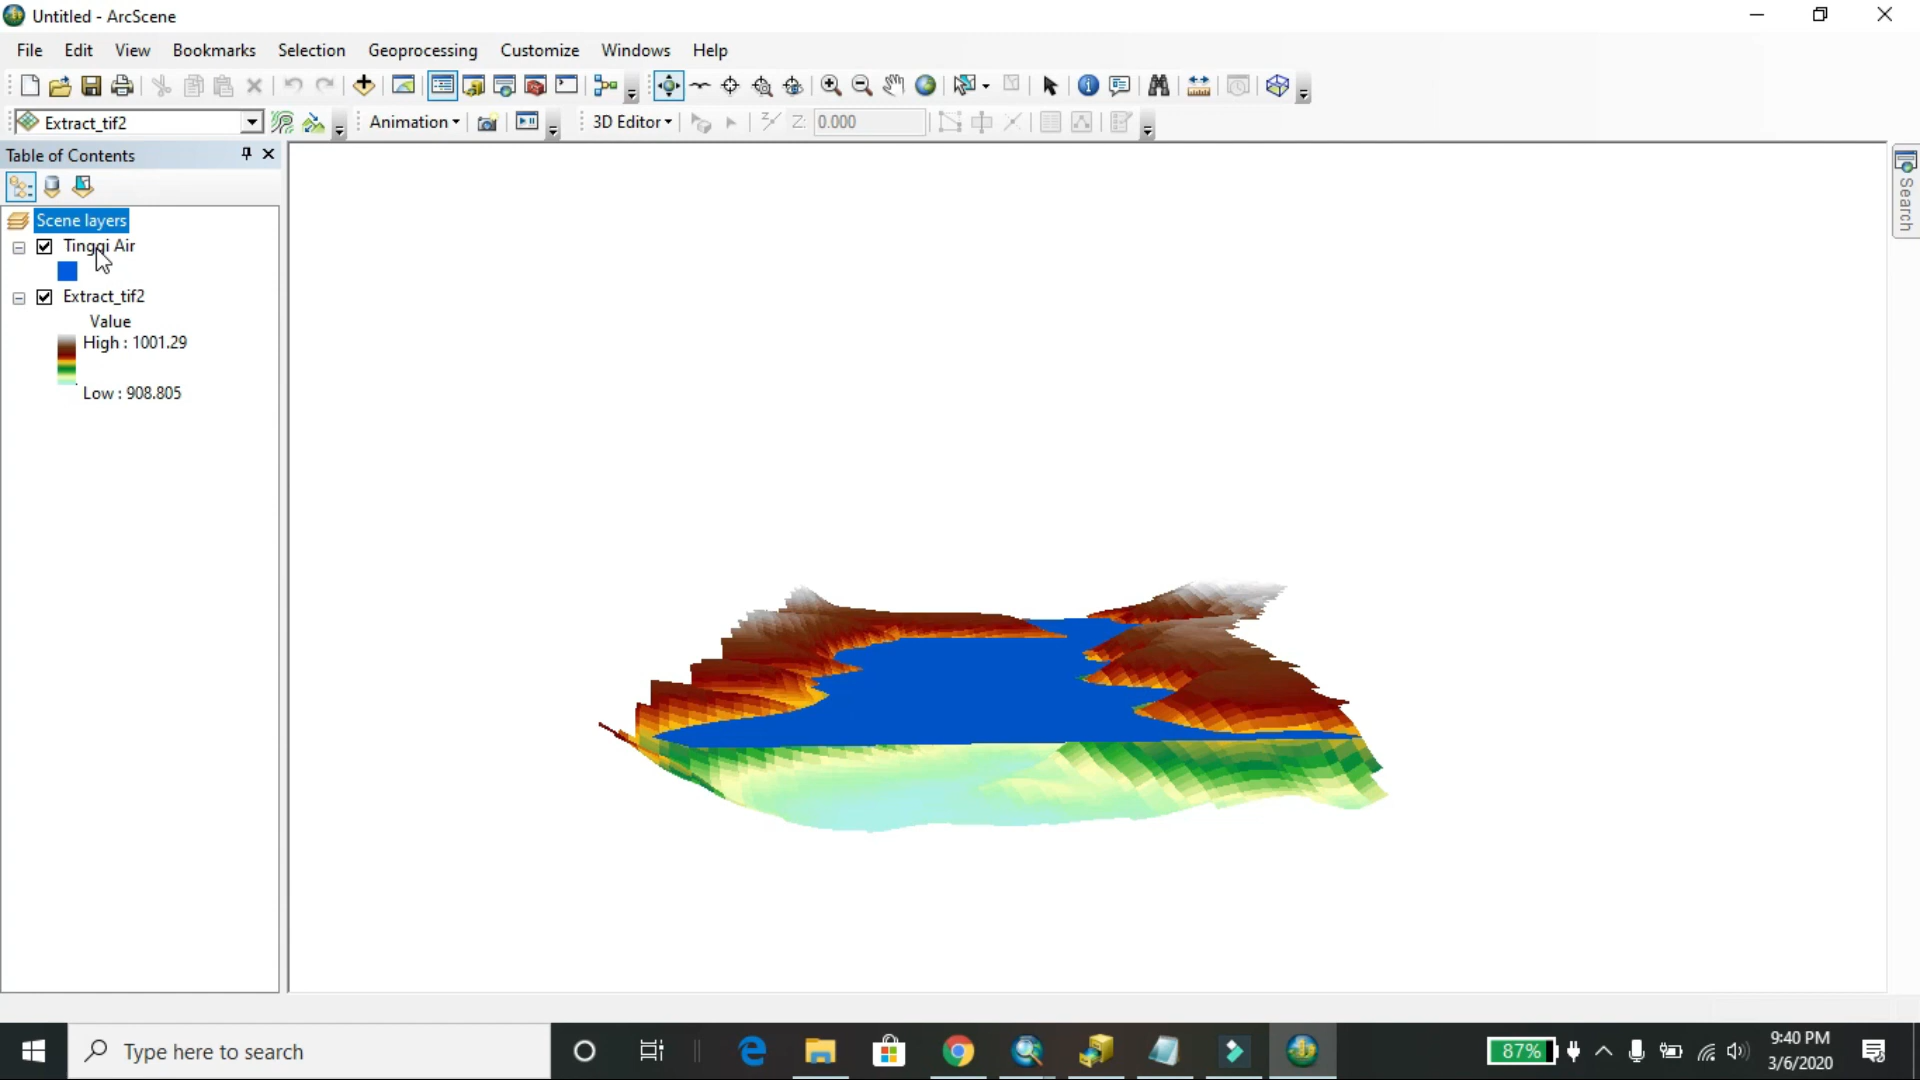 Untitled - ArcScene
File Edit View Bookmarks Selection Geoprocessing Customize Windows Help
Extract_tif2 Animation 3D Editor Z: 0.000
Table of Contents
Search
Scene layers
Tinggi Air
Extract_tif2
Value
High : 1001.29
Low : 908.805
Type here to search
87%
9:40 PM
3/6/2020